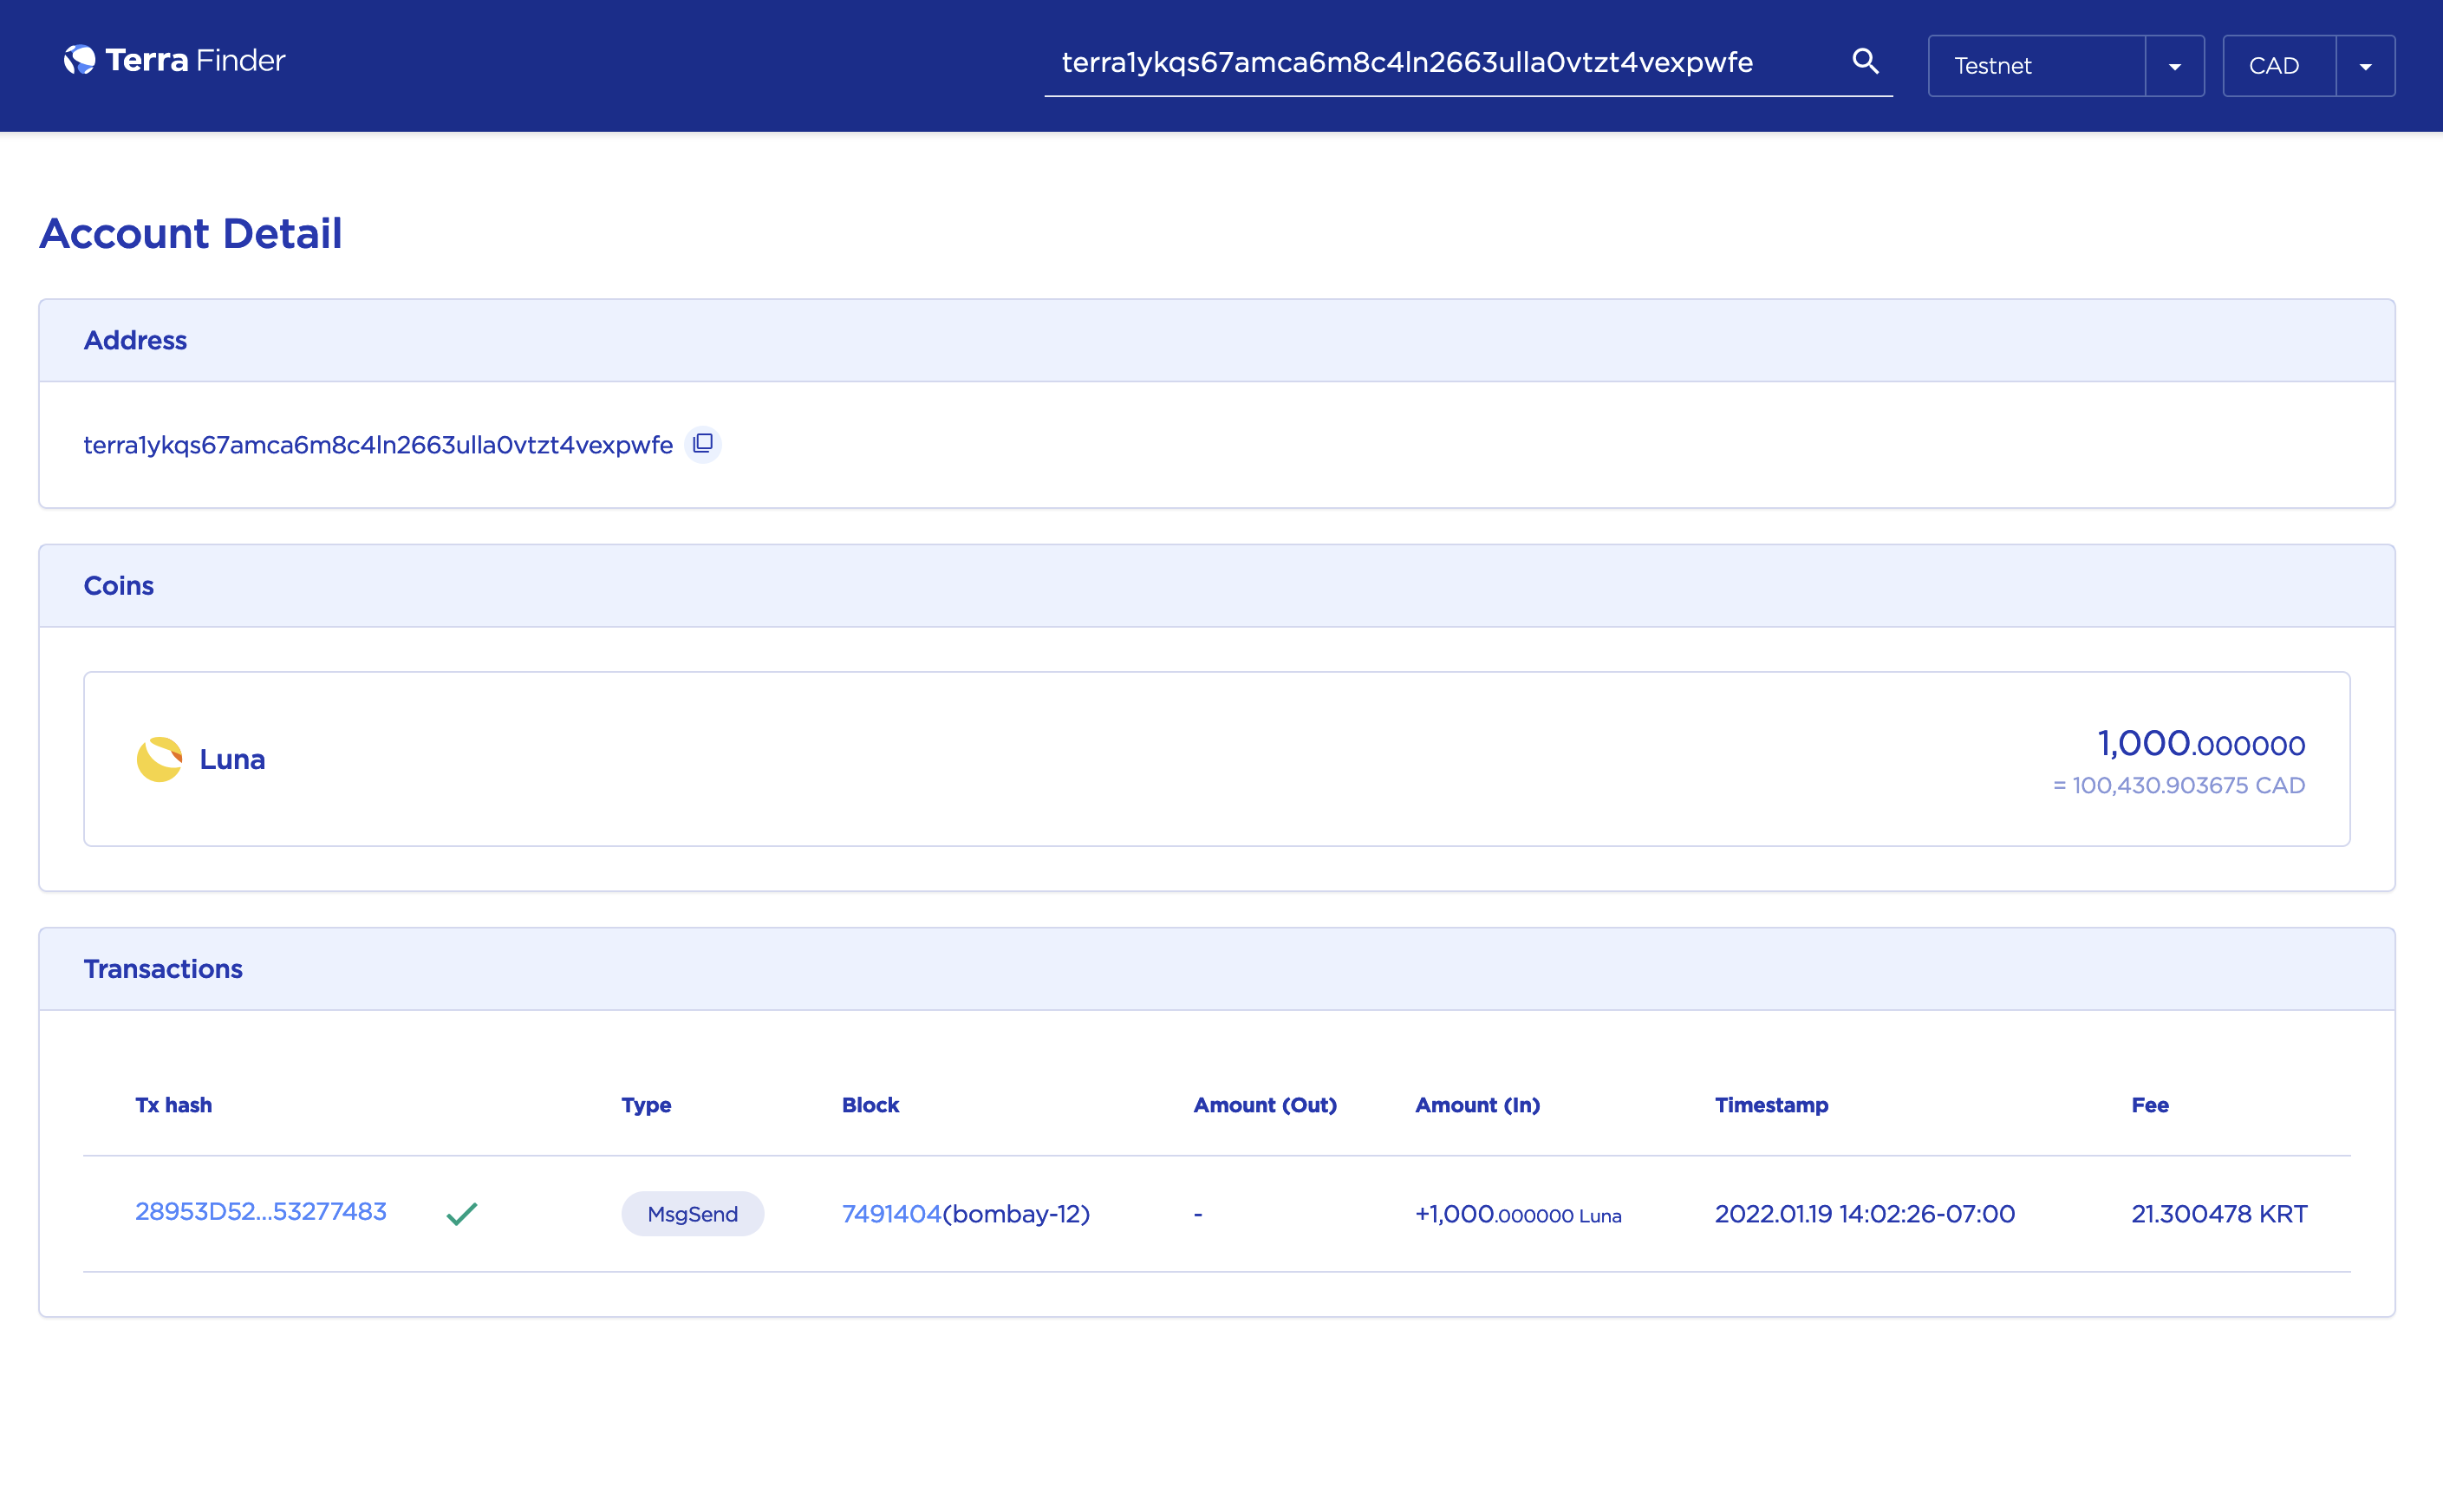 Terra Finder
terra1ykqs67amca6m8c4ln2663ulla0vtzt4vexpwfe
Testnet
CAD
Account Detail
Address
terra1ykqs67amca6m8c4ln2663ulla0vtzt4vexpwfe
Coins
Luna
1,000.000000
= 100,430.903675 CAD
Transactions
Tx hash Type Block Amount (Out) Amount (In) Timestamp Fee
28953D52...53277483 MsgSend 7491404(bombay-12) - +1,000.000000 Luna 2022.01.19 14:02:26-07:00 21.300478 KRT